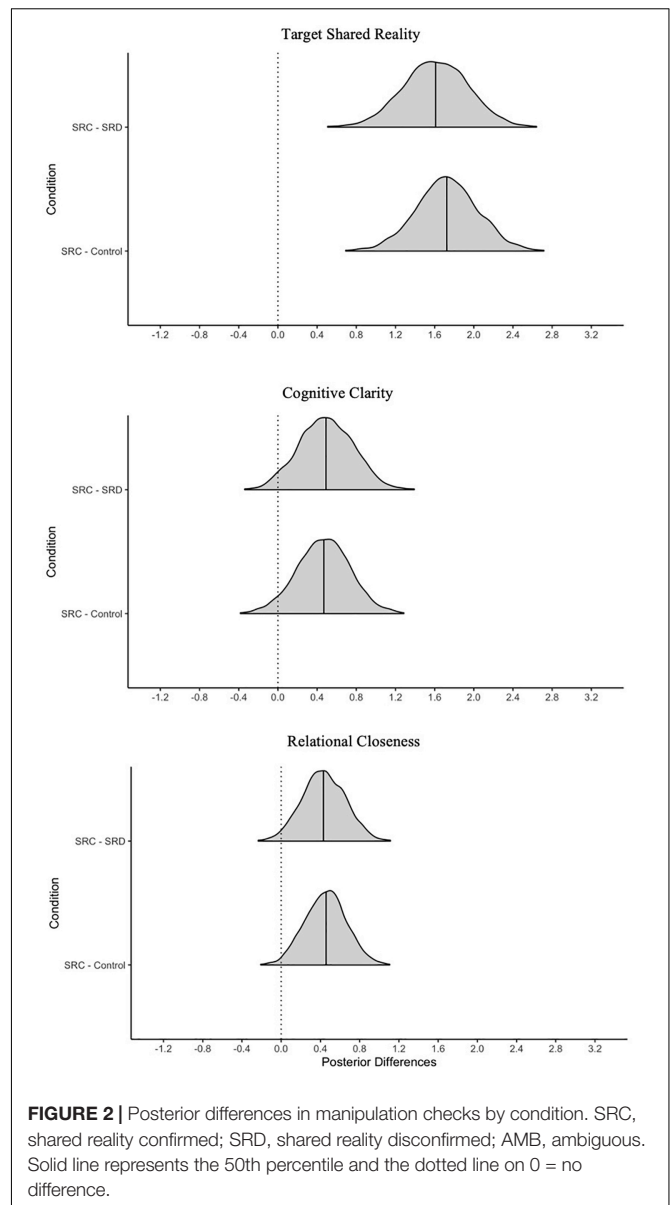 Target Shared Reality
SRC - SRD
Condition
SRC - Control
-1.2 -0.8 -0.4 0.0 0.4 0.8 1.2 1.6 2.0 2.4 2.8 3.2
Cognitive Clarity
SRC - SRD
Condition
SRC - Control
-1.2 -0.8 -0.4 0.0 0.4 0.8 1.2 1.6 2.0 2.4 2.8 3.2
Relational Closeness
SRC - SRD
Condition
SRC - Control
-1.2 -0.8 -0.4 0.0 0.4 0.8 1.2 1.6 2.0 2.4 2.8 3.2
Posterior Differences
FIGURE 2 | Posterior differences in manipulation checks by condition. SRC,
shared reality confirmed; SRD, shared reality disconfirmed; AMB, ambiguous.
Solid line represents the 50th percentile and the dotted line on 0 = no
difference.